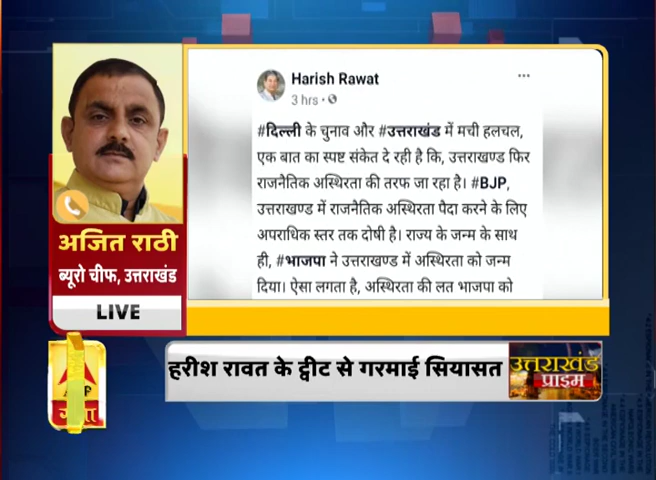 Harish Rawat
3 hrs
#दिल्ली के चुनाव और #उत्तराखंड में मची हलचल,
एक बात का स्पष्ट संकेत दे रही है कि, उत्तराखण्ड फिर
राजनैतिक अस्थिरता की तरफ जा रहा है। #BJP,
उत्तराखण्ड में राजनैतिक अस्थिरता पैदा करने के लिए
अपराधिक स्तर तक दोषी है। राज्य के जन्म के साथ
ही, #भाजपा ने उत्तराखण्ड में अस्थिरता को जन्म
दिया। ऐसा लगता है, अस्थिरता की लत भाजपा को
अजित राठी
ब्यूरो चीफ, उत्तराखंड
LIVE
हरीश रावत के ट्वीट से गरमाई सियासत
उत्तराखंड
प्राइम